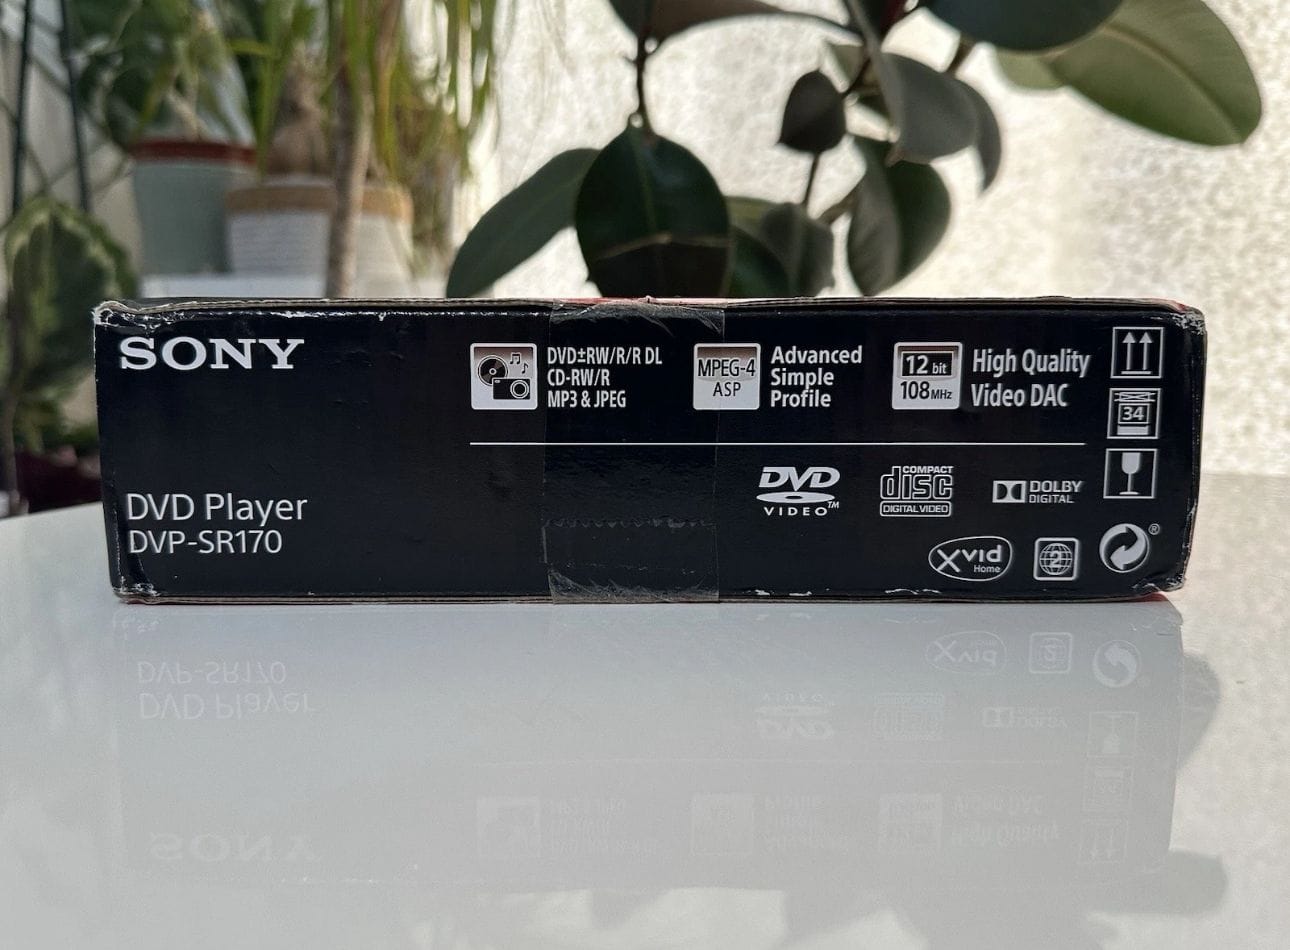 SONY
DVD Player
DVP-SR170
DVD±RW/R/R DL
CD-RW/R
MP3 & JPEG
MPEG-4
ASP
Advanced
Simple
Profile
12 bit
108MHz
High Quality
Video DAC
34
DVD
VIDEO™
COMPACT
disc
DIGITAL VIDEO
DOLBY
DIGITAL
Xvid
Home
2
®